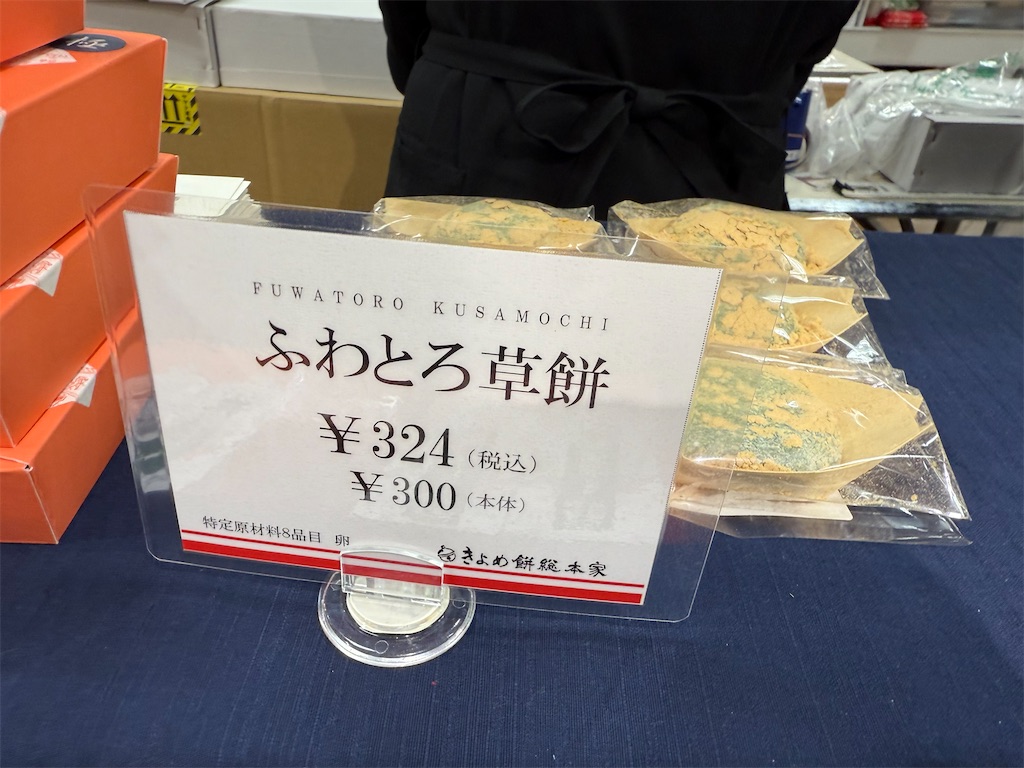 FUWATORO KUSAMOCHI
ふわとろ草餅
￥324（税込）
￥300（本体）
特定原材料8品目 卵
きよめ餅総本家